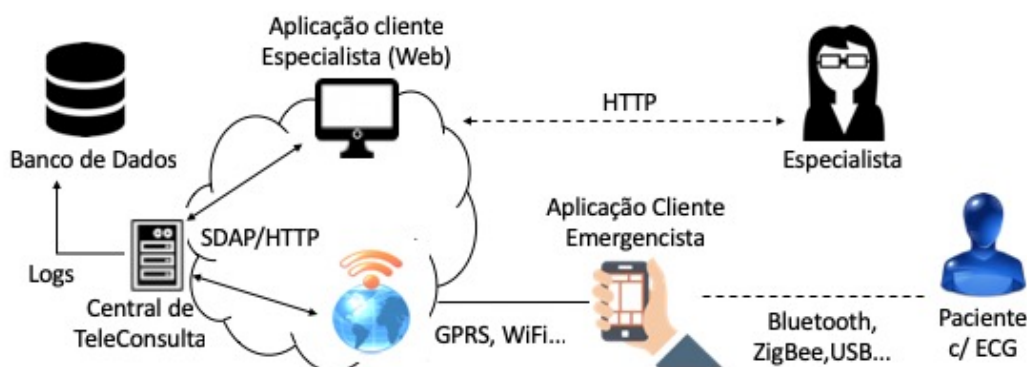 Aplicação cliente
Especialista (Web)
HTTP
Banco de Dados
Especialista
Aplicação Cliente
Emergencista
SDAP/HTTP
Logs
Central de
TeleConsulta
GPRS, WiFi...
Bluetooth,
ZigBee,USB...
Paciente
c/ ECG